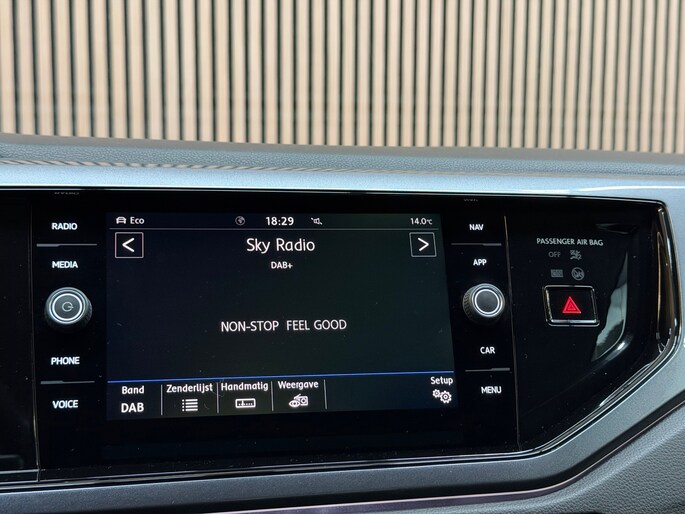 RADIO
MEDIA
PHONE
VOICE
Eco 18:29 14.0°C
< Sky Radio >
DAB+
NON-STOP FEEL GOOD
Band Zenderlijst Handmatig Weergave Setup
DAB
NAV
APP
CAR
MENU
PASSENGER AIR BAG
OFF